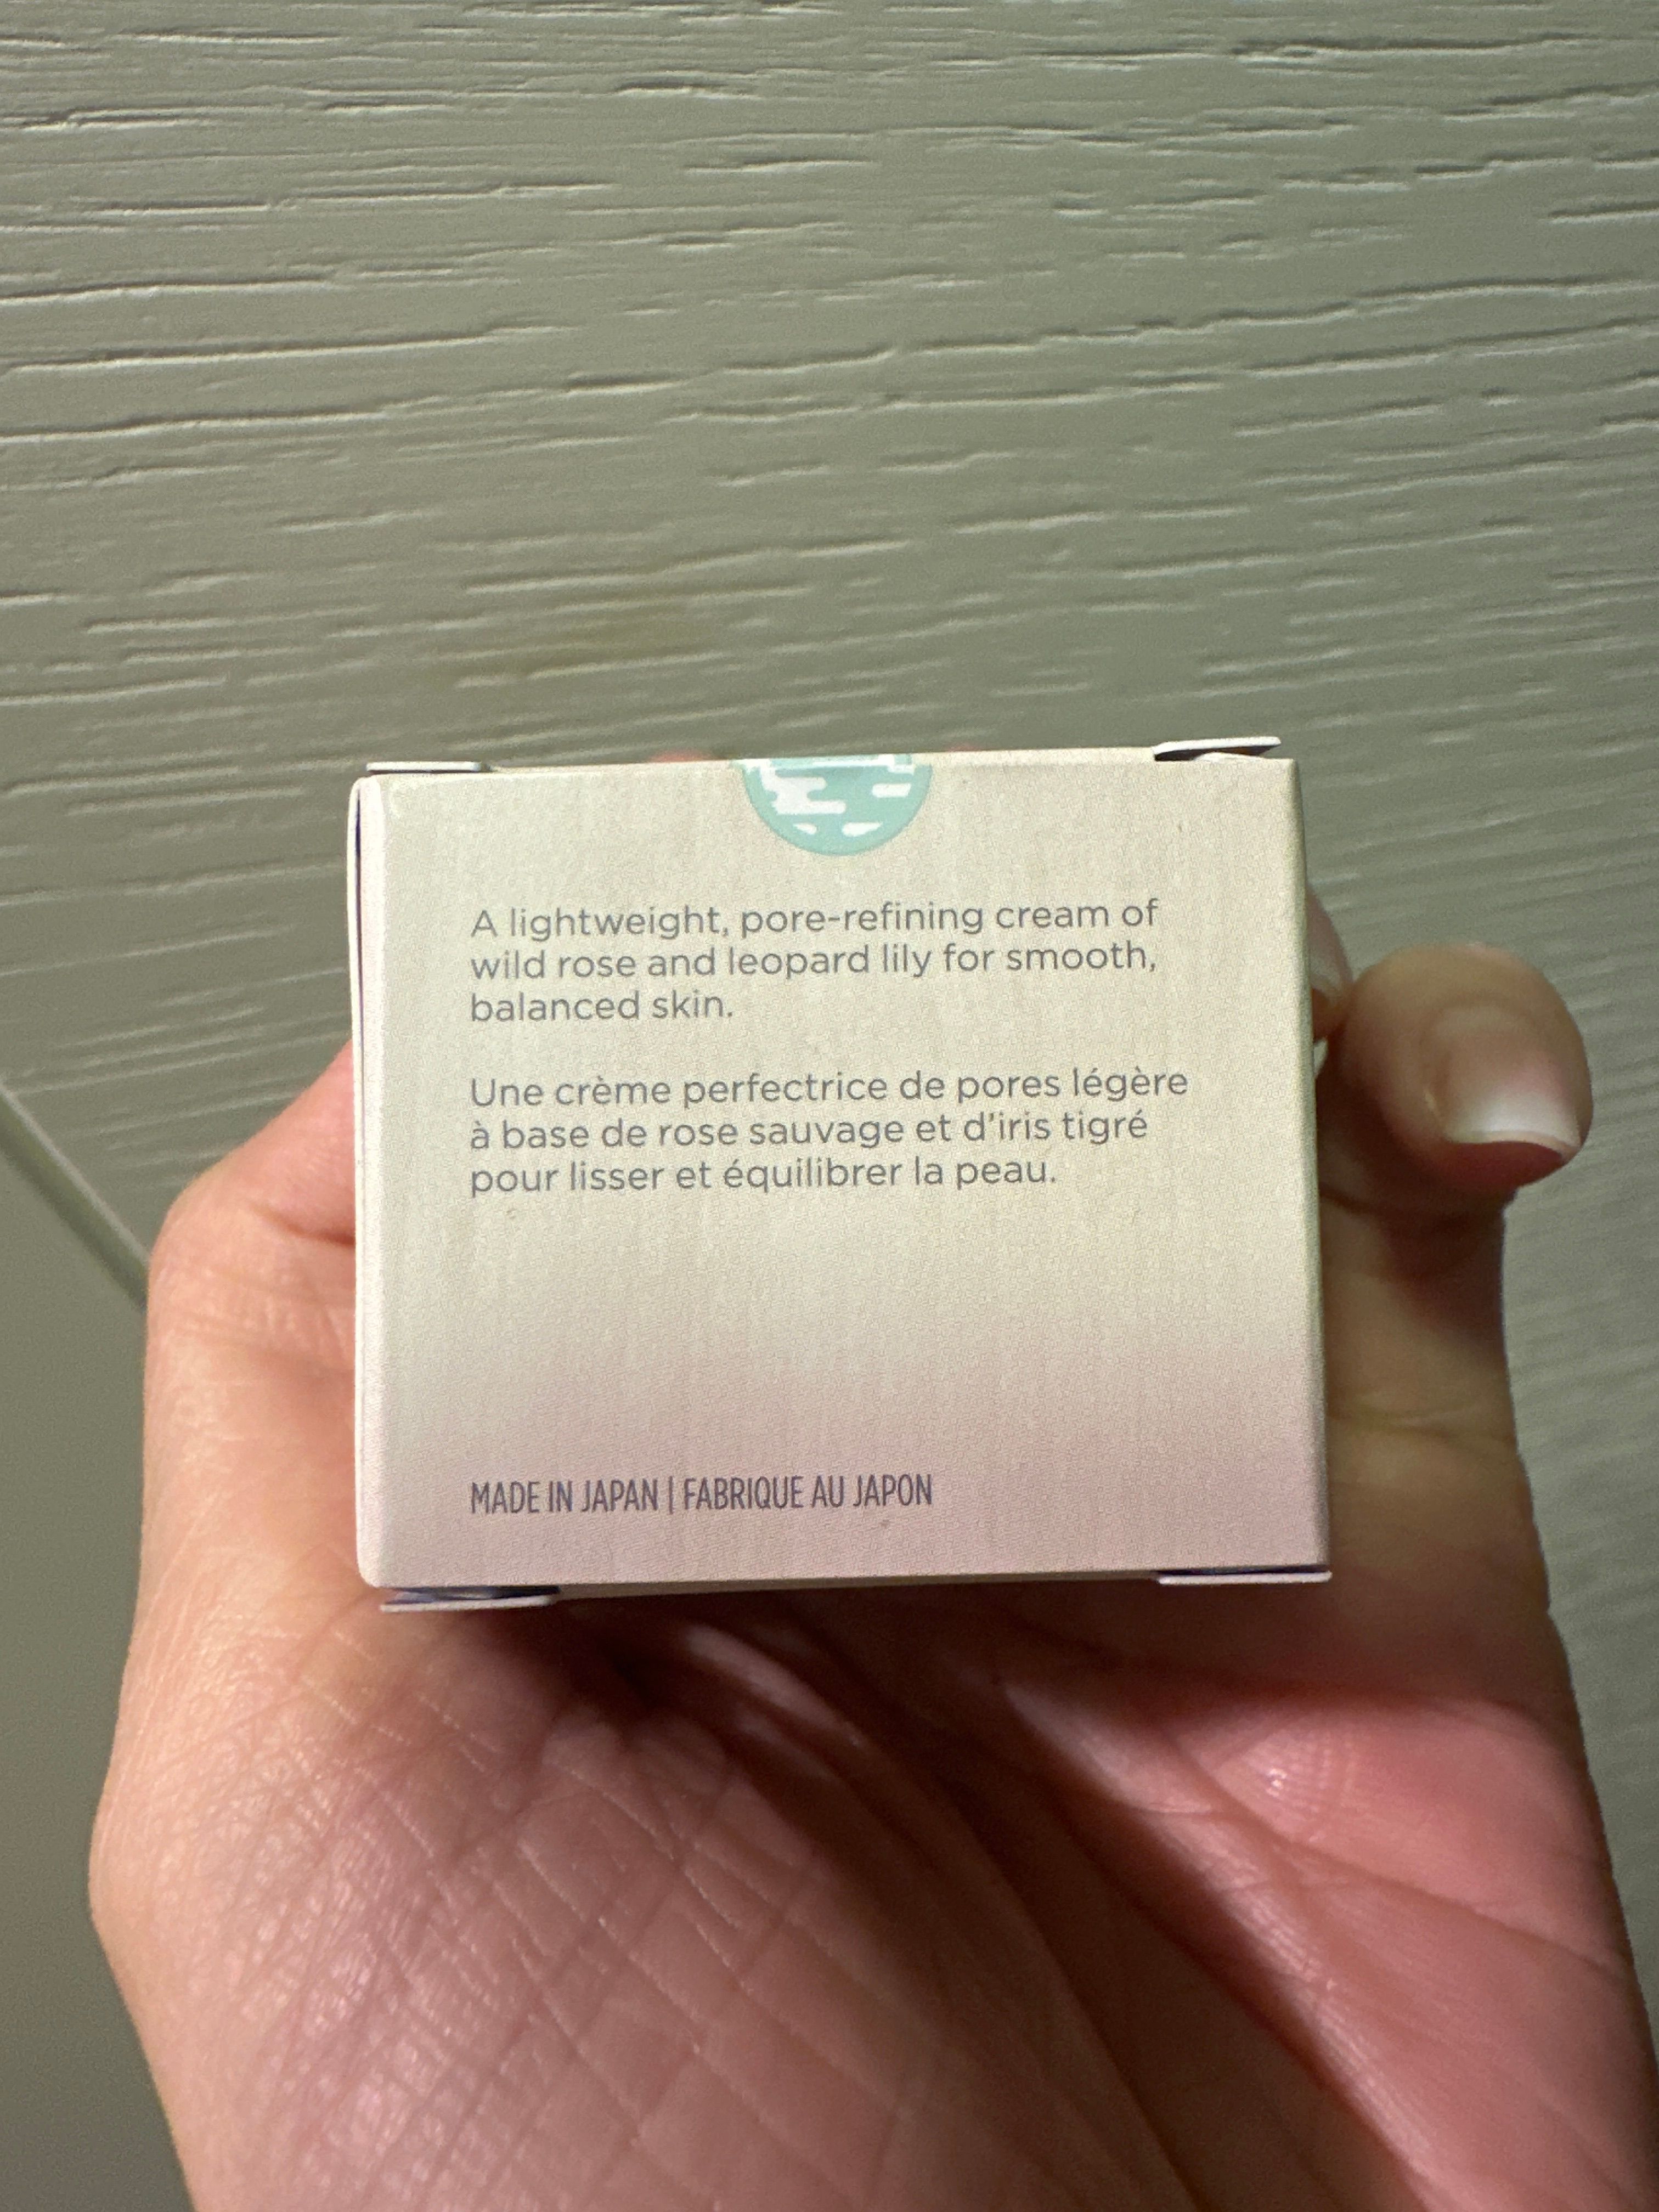 A lightweight, pore-refining cream of
wild rose and leopard lily for smooth,
balanced skin.
Une crème perfectrice de pores légère
à base de rose sauvage et d'iris tigré
pour lisser et équilibrer la peau.
MADE IN JAPAN | FABRIQUE AU JAPON